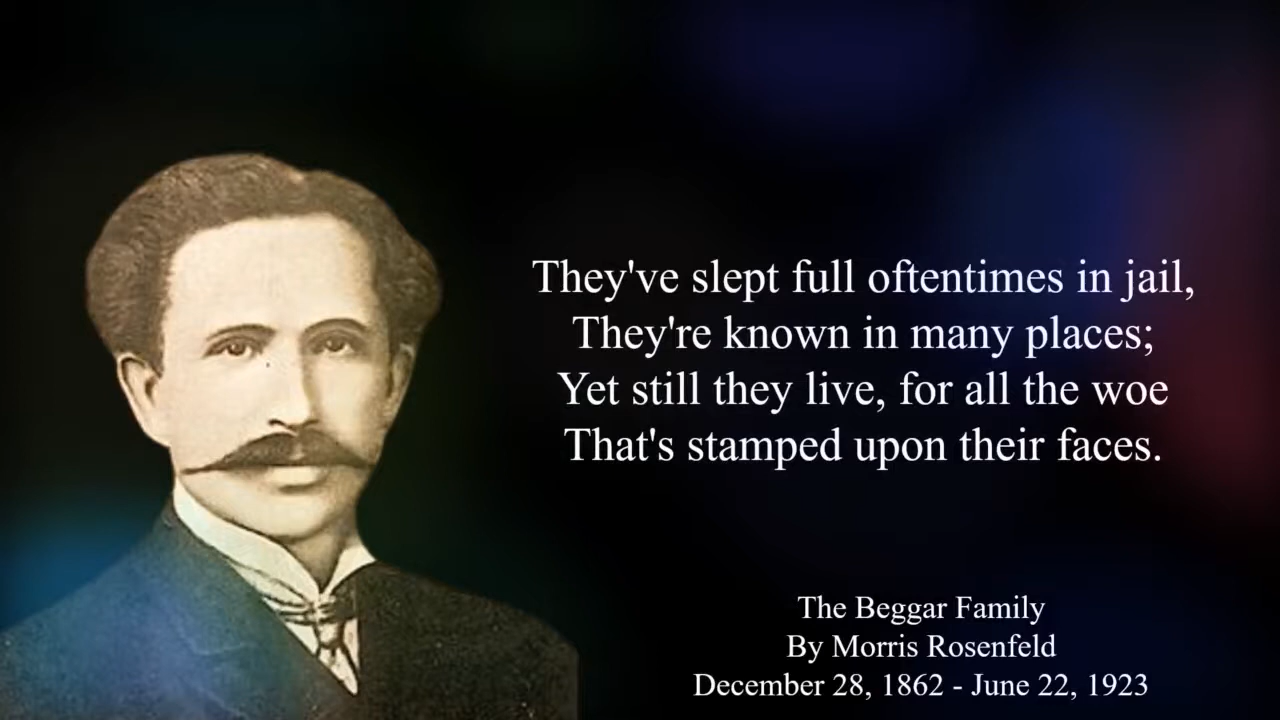 They've slept full oftentimes in jail,
They're known in many places;
Yet still they live, for all the woe
That's stamped upon their faces.
The Beggar Family
By Morris Rosenfeld
December 28, 1862 - June 22, 1923